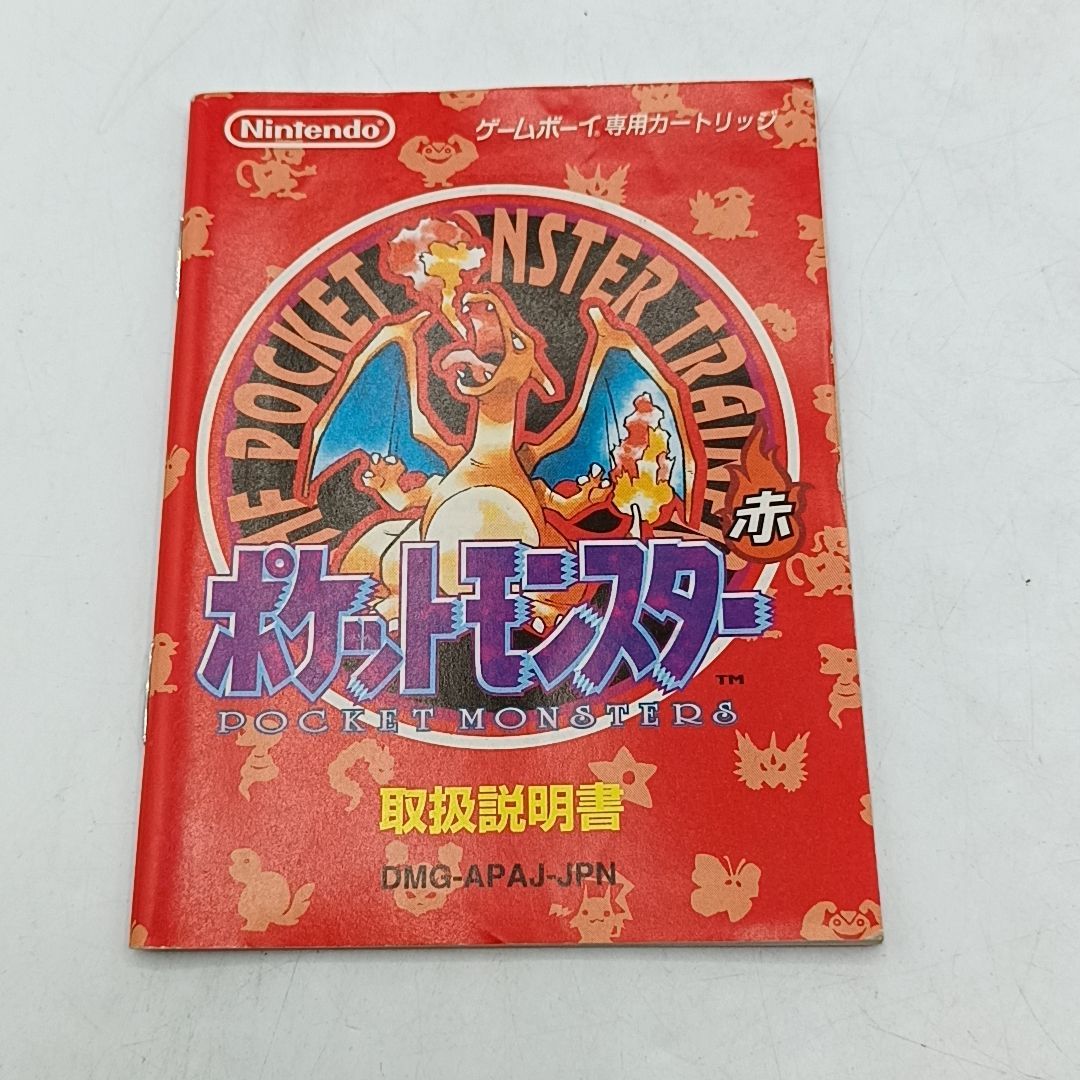 Nintendo®
ゲームボーイ専用カートリッジ
POCKET MONSTER
赤
ポケットモンスター
TM
POCKET MONSTERS
取扱説明書
DMG-APAJ-JPN